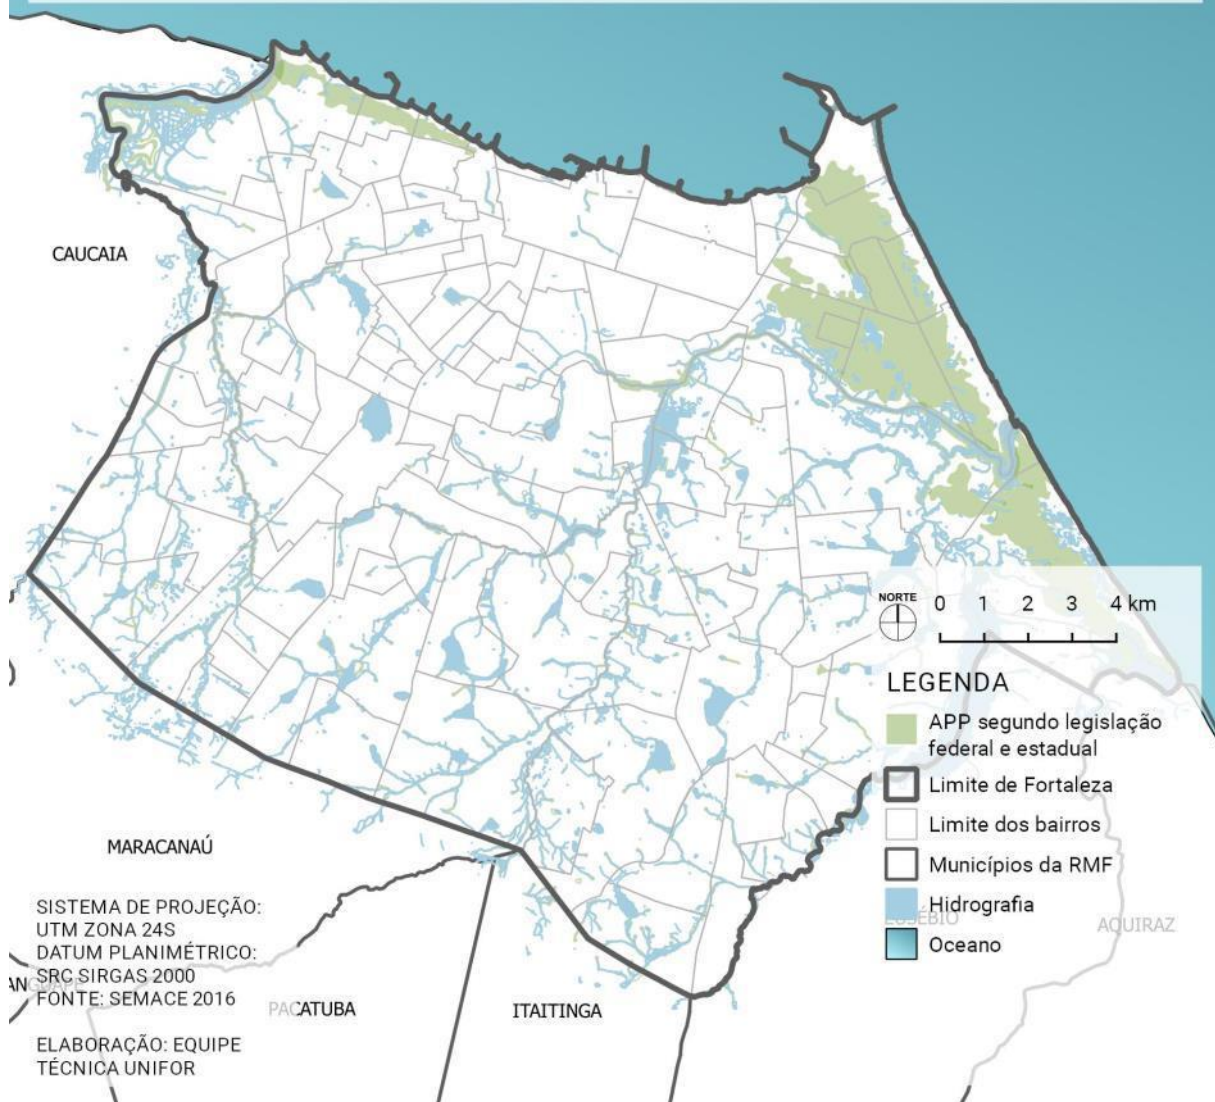 CAUCAIA
NORTE
0 1 2 3 4 km
LEGENDA
APP segundo legislação
federal e estadual
Limite de Fortaleza
Limite dos bairros
Municípios da RMF
Hidrografia
EUSÉBIO
AQUIRAZ
Oceano
MARACANAÚ
SISTEMA DE PROJEÇÃO:
UTM ZONA 24S
DATUM PLANIMÉTRICO:
SRC SIRGAS 2000
ANGUAPE
FONTE: SEMACE 2016
PACATUBA
ITAITINGA
ELABORAÇÃO: EQUIPE
TÉCNICA UNIFOR